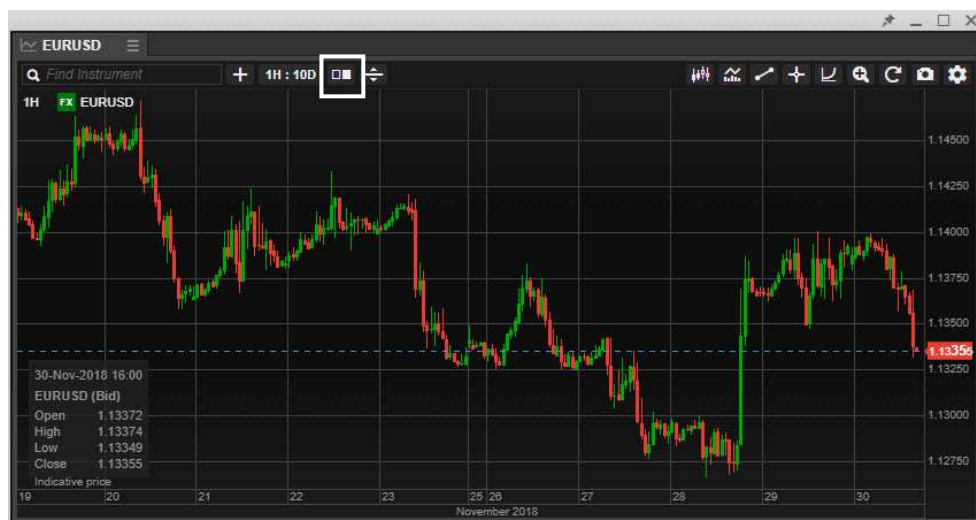 EURUSD
Find Instrument
1H : 10D
1H FX EURUSD
1.14500
1.14250
1.14000
1.13750
1.13500
1.13355
1.13250
1.13000
1.12750
30-Nov-2018 16:00
EURUSD (Bid)
Open 1.13372
High 1.13374
Low 1.13349
Close 1.13355
Indicative price
19 20 21 22 23 25 26 27 28 29 30
November 2018